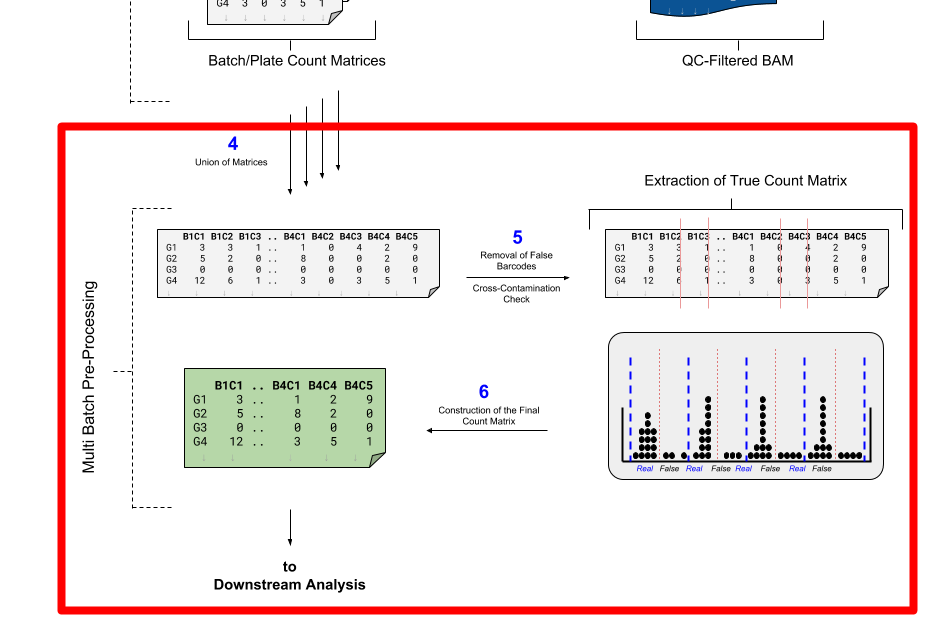 G4 3 0 3 5 1
Batch/Plate Count Matrices
QC-Filtered BAM
4
Union of Matrices
Extraction of True Count Matrix
B1C1 B1C2 B1C3 .. B4C1 B4C2 B4C3 B4C4 B4C5
G1 3 3 1 .. 1 0 4 2 9
G2 5 2 0 .. 8 0 0 2 0
G3 0 0 0 .. 0 0 0 0 0
G4 12 6 1 .. 3 0 3 5 1
5
Removal of False
Barcodes
Cross-Contamination
Check
B1C1 B1C2 B1C3 .. B4C1 B4C2 B4C3 B4C4 B4C5
G1 3 3 1 .. 1 0 4 2 9
G2 5 2 0 .. 8 0 0 2 0
G3 0 0 0 .. 0 0 0 0 0
G4 12 6 1 .. 3 0 3 5 1
Multi Batch Pre-Processing
B1C1 .. B4C1 B4C4 B4C5
G1 3 .. 1 2 9
G2 5 .. 8 2 0
G3 0 .. 0 0 0
G4 12 .. 3 5 1
6
Construction of the Final
Count Matrix
Real False Real False Real False Real False
to
Downstream Analysis